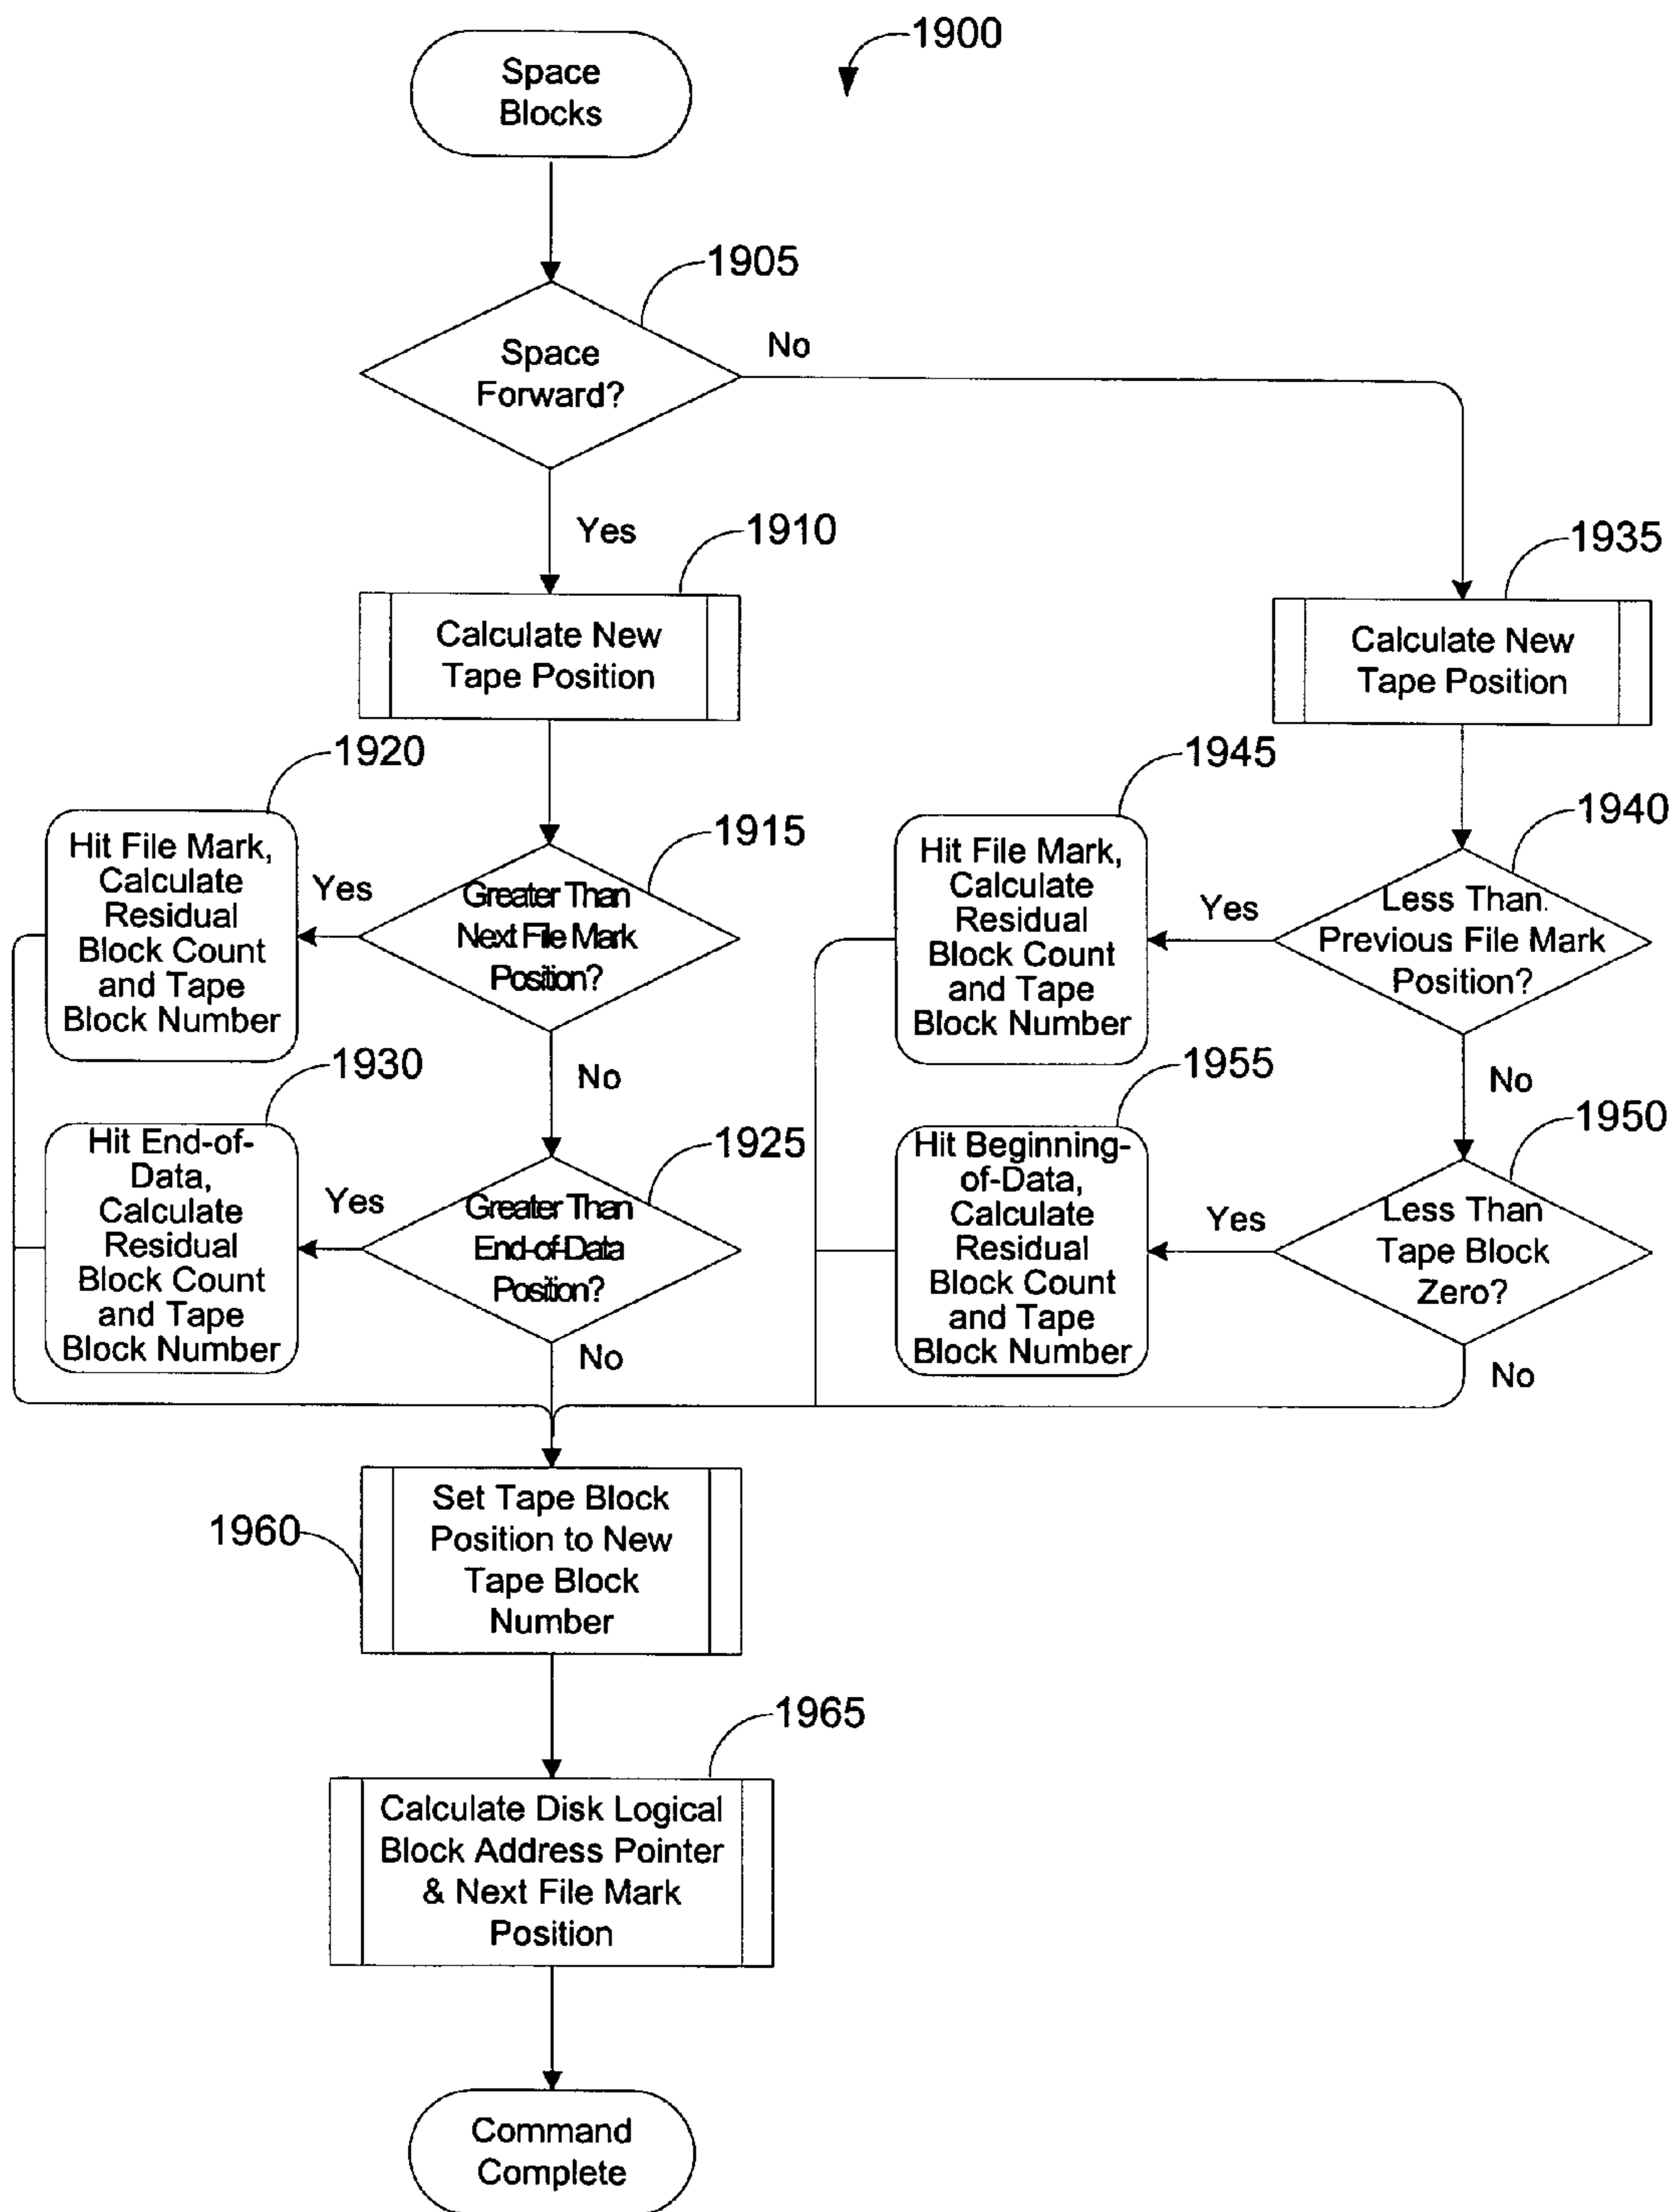 1900
Space
Blocks
1905
Space
Forward?
No
Yes
1910
Calculate New
Tape Position
1935
Calculate New
Tape Position
1920
Hit File Mark,
Calculate
Residual
Block Count
and Tape
Block Number
Yes
1915
Greater Than
Next File Mark
Position?
No
1945
Hit File Mark,
Calculate
Residual
Block Count
and Tape
Block Number
Yes
1940
Less Than
Previous File Mark
Position?
No
1930
Hit End-of-
Data,
Calculate
Residual
Block Count
and Tape
Block Number
Yes
1925
Greater Than
End-of-Data
Position?
No
1955
Hit Beginning-
of-Data,
Calculate
Residual
Block Count
and Tape
Block Number
Yes
1950
Less Than
Tape Block
Zero?
No
1960
Set Tape Block
Position to New
Tape Block
Number
1965
Calculate Disk Logical
Block Address Pointer
& Next File Mark
Position
Command
Complete